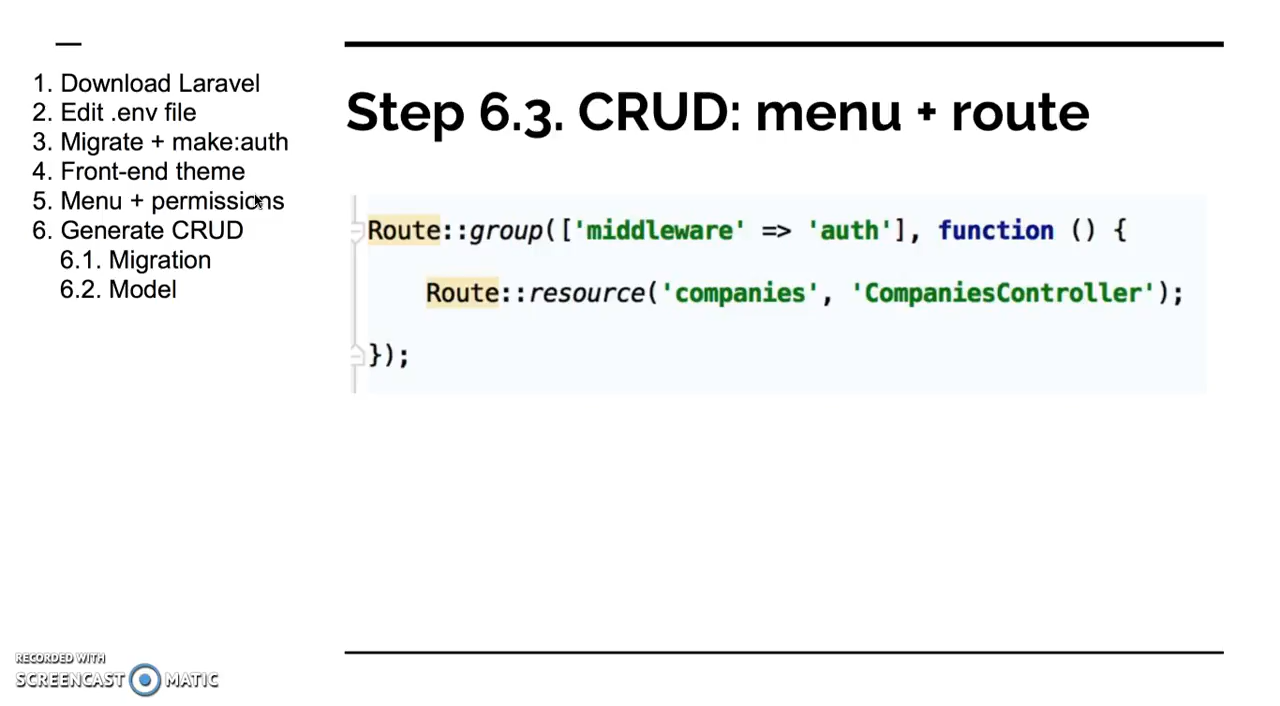 1. Download Laravel
2. Edit .env file
3. Migrate + make:auth
4. Front-end theme
5. Menu + permissions
6. Generate CRUD
6.1. Migration
6.2. Model
Step 6.3. CRUD: menu + route
Route::group(['middleware' => 'auth'], function () {
Route::resource('companies', 'CompaniesController');
});
RECORDED WITH
SCREENCAST MATIC